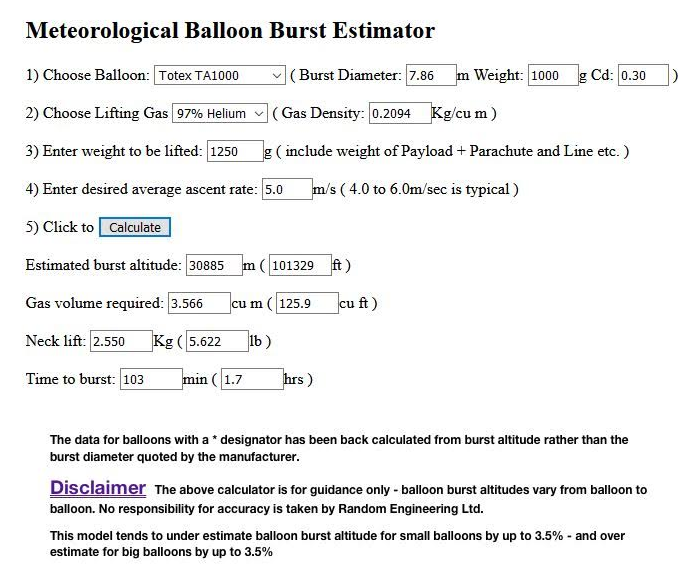 Meteorological Balloon Burst Estimator
1) Choose Balloon: Totex TA1000 ( Burst Diameter: 7.86 m Weight: 1000 g Cd: 0.30 )
2) Choose Lifting Gas 97% Helium ( Gas Density: 0.2094 Kg/cu m )
3) Enter weight to be lifted: 1250 g ( include weight of Payload + Parachute and Line etc. )
4) Enter desired average ascent rate: 5.0 m/s ( 4.0 to 6.0m/sec is typical )
5) Click to Calculate
Estimated burst altitude: 30885 m ( 101329 ft )
Gas volume required: 3.566 cu m ( 125.9 cu ft )
Neck lift: 2.550 Kg ( 5.622 lb )
Time to burst: 103 min ( 1.7 hrs )
The data for balloons with a * designator has been back calculated from burst altitude rather than the
burst diameter quoted by the manufacturer.
Disclaimer The above calculator is for guidance only - balloon burst altitudes vary from balloon to
balloon. No responsibility for accuracy is taken by Random Engineering Ltd.
This model tends to under estimate balloon burst altitude for small balloons by up to 3.5% - and over
estimate for big balloons by up to 3.5%